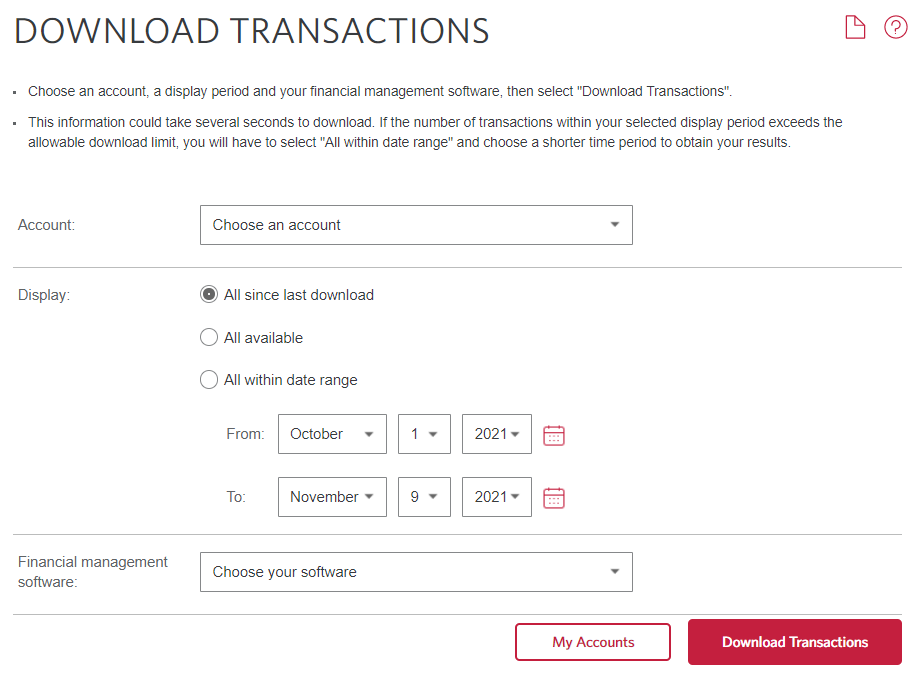 DOWNLOAD TRANSACTIONS
Choose an account, a display period and your financial management software, then select "Download Transactions".
This information could take several seconds to download. If the number of transactions within your selected display period exceeds the
allowable download limit, you will have to select "All within date range" and choose a shorter time period to obtain your results.
Account: Choose an account
Display: All since last download
All available
All within date range
From: October 1 2021
To: November 9 2021
Financial management
software:
Choose your software
My Accounts Download Transactions